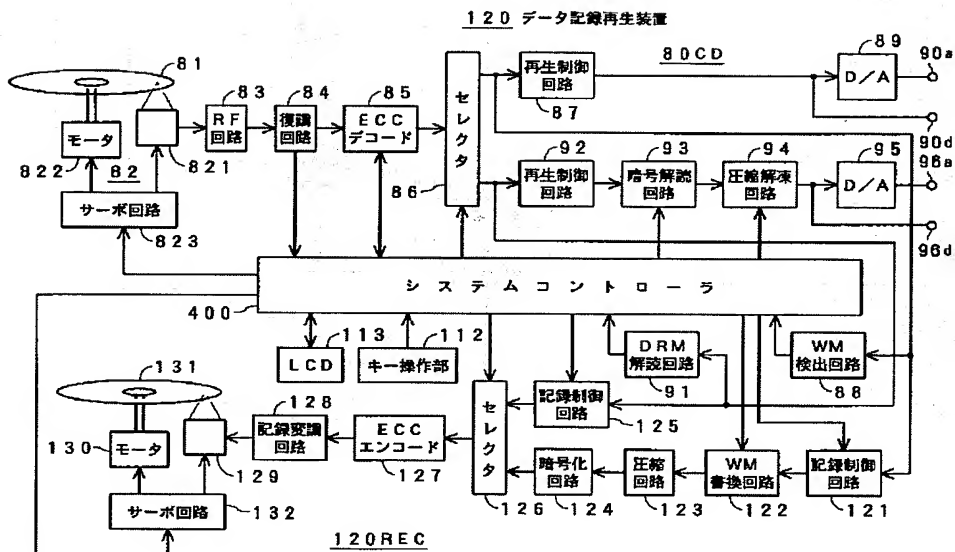 120 データ記録再生装置
81
83
84
85
86
セレクタ
再生制御
回路
87
80CD
89
D/A
90a
90d
RF
回路
復調
回路
ECC
デコード
モータ
822
82
821
サーボ回路
823
92
再生制御
回路
93
暗号解読
回路
94
圧縮解凍
回路
95
D/A
96a
96d
システムコントローラ
400
113
LCD
112
キー操作部
DRM
解読回路
91
WM
検出回路
88
131
130
モータ
129
サーボ回路
132
128
記録変調
回路
ECC
エンコード
127
セレクタ
126
記録制御
回路
125
暗号化
回路
124
圧縮
回路
123
WM
書換回路
122
記録制御
回路
121
120REC